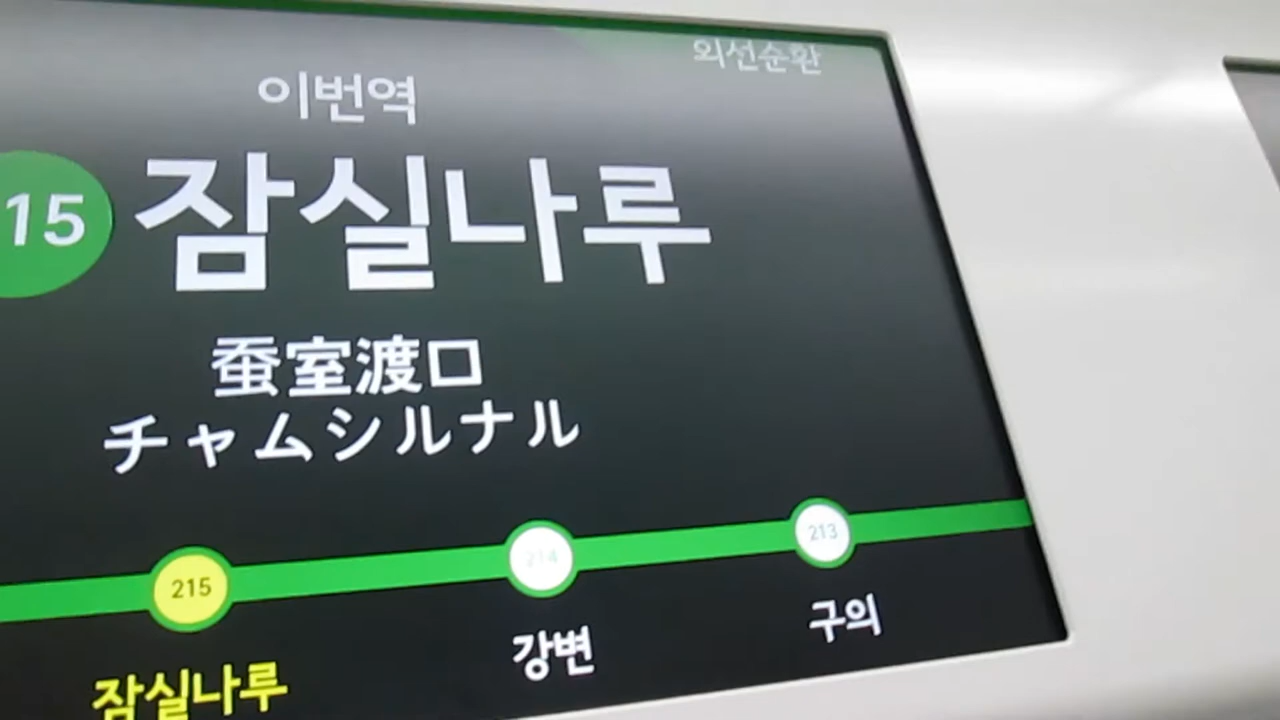 외선순환
이번역
15 잠실나루
蚕室渡口
チャムシルナル
215 214 213
잠실나루 강변 구의